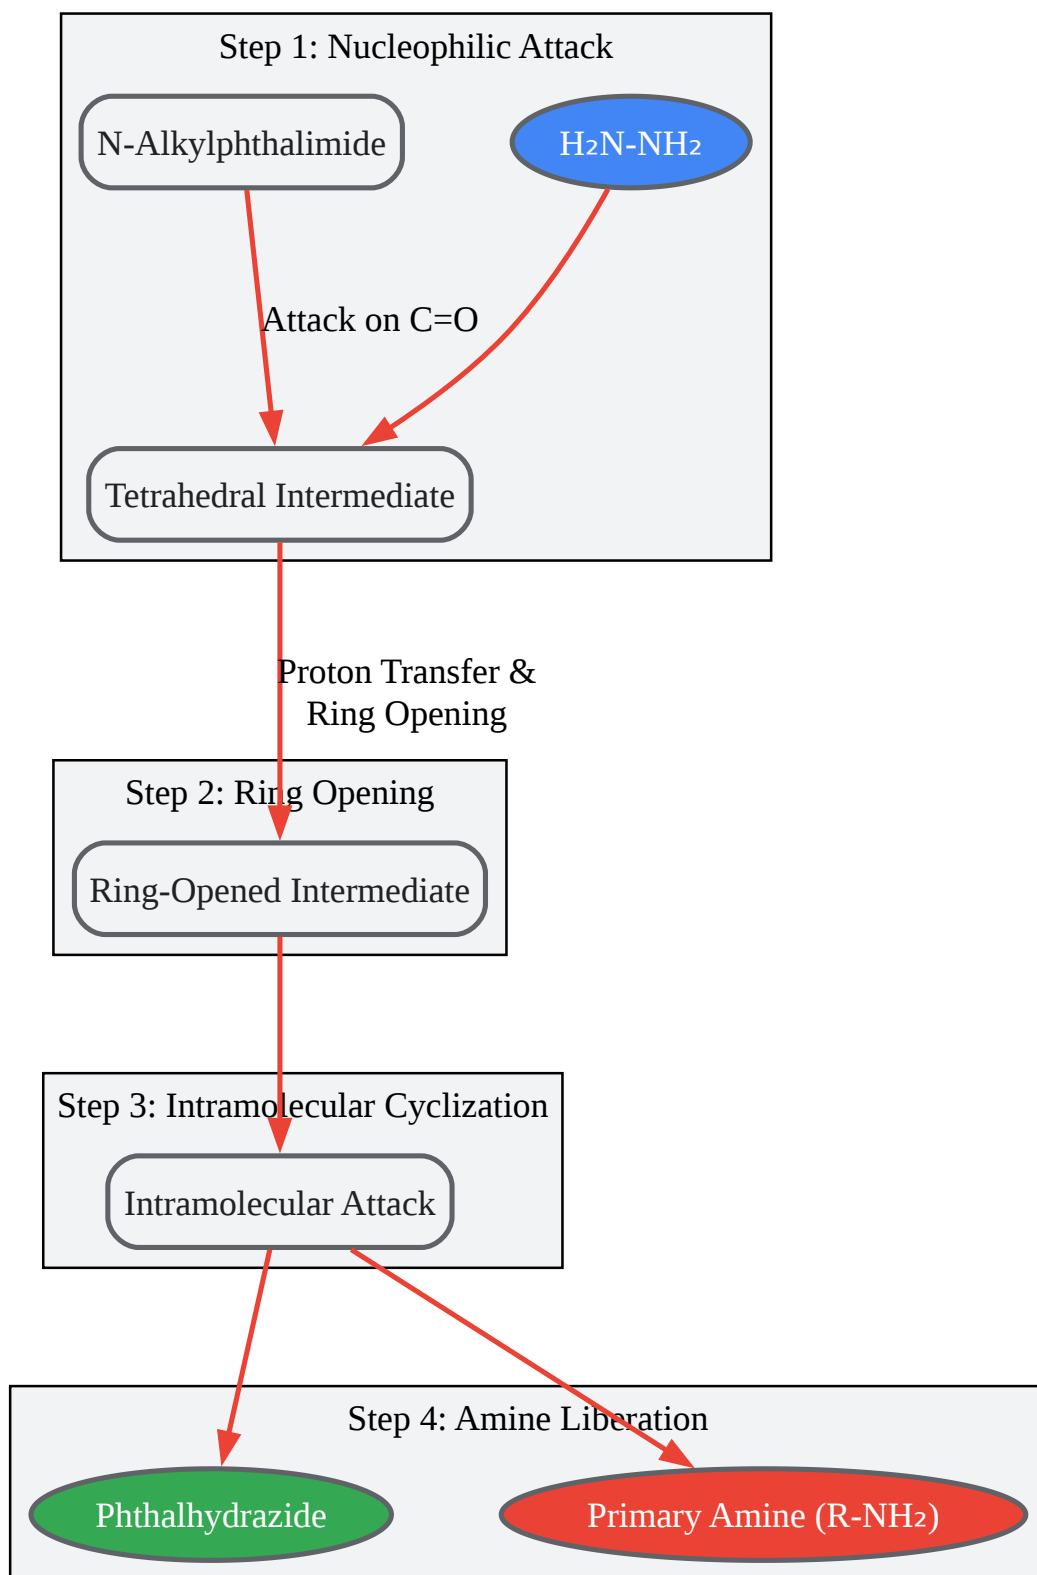 Step 1: Nucleophilic Attack
N-Alkylphthalimide
H₂N-NH₂
Attack on C=O
Tetrahedral Intermediate
Proton Transfer &
Ring Opening
Step 2: Ring Opening
Ring-Opened Intermediate
Step 3: Intramolecular Cyclization
Intramolecular Attack
Step 4: Amine Liberation
Phthalhydrazide
Primary Amine (R-NH₂)